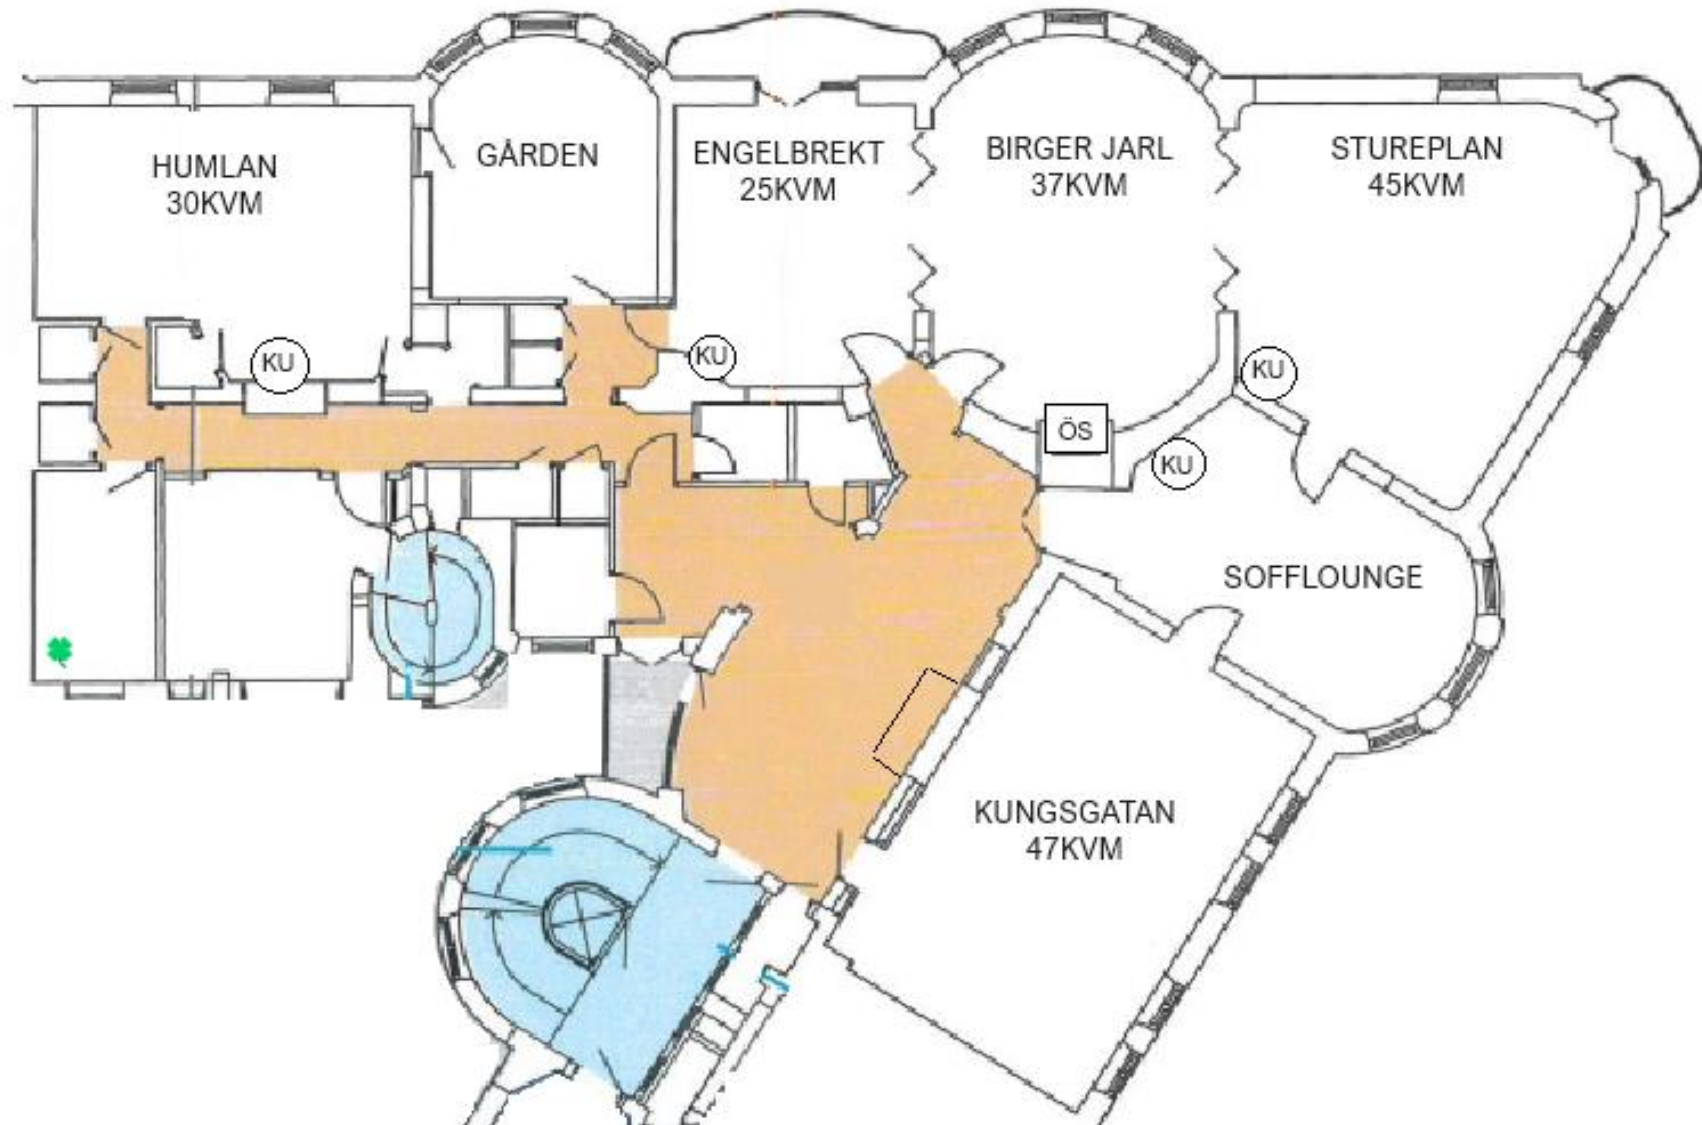 HUMLAN
30KVM
GÅRDEN
ENGELBREKT
25KVM
BIRGER JARL
37KVM
STUREPLAN
45KVM
KU
KU
KU
ÖS
KU
SOFFLOUNGE
KUNGSGATAN
47KVM